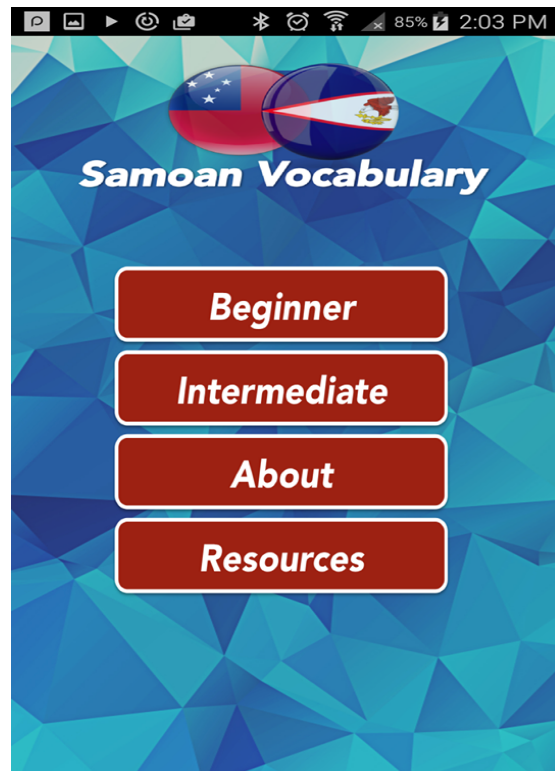 85% 2:03 PM
Samoan Vocabulary
Beginner
Intermediate
About
Resources